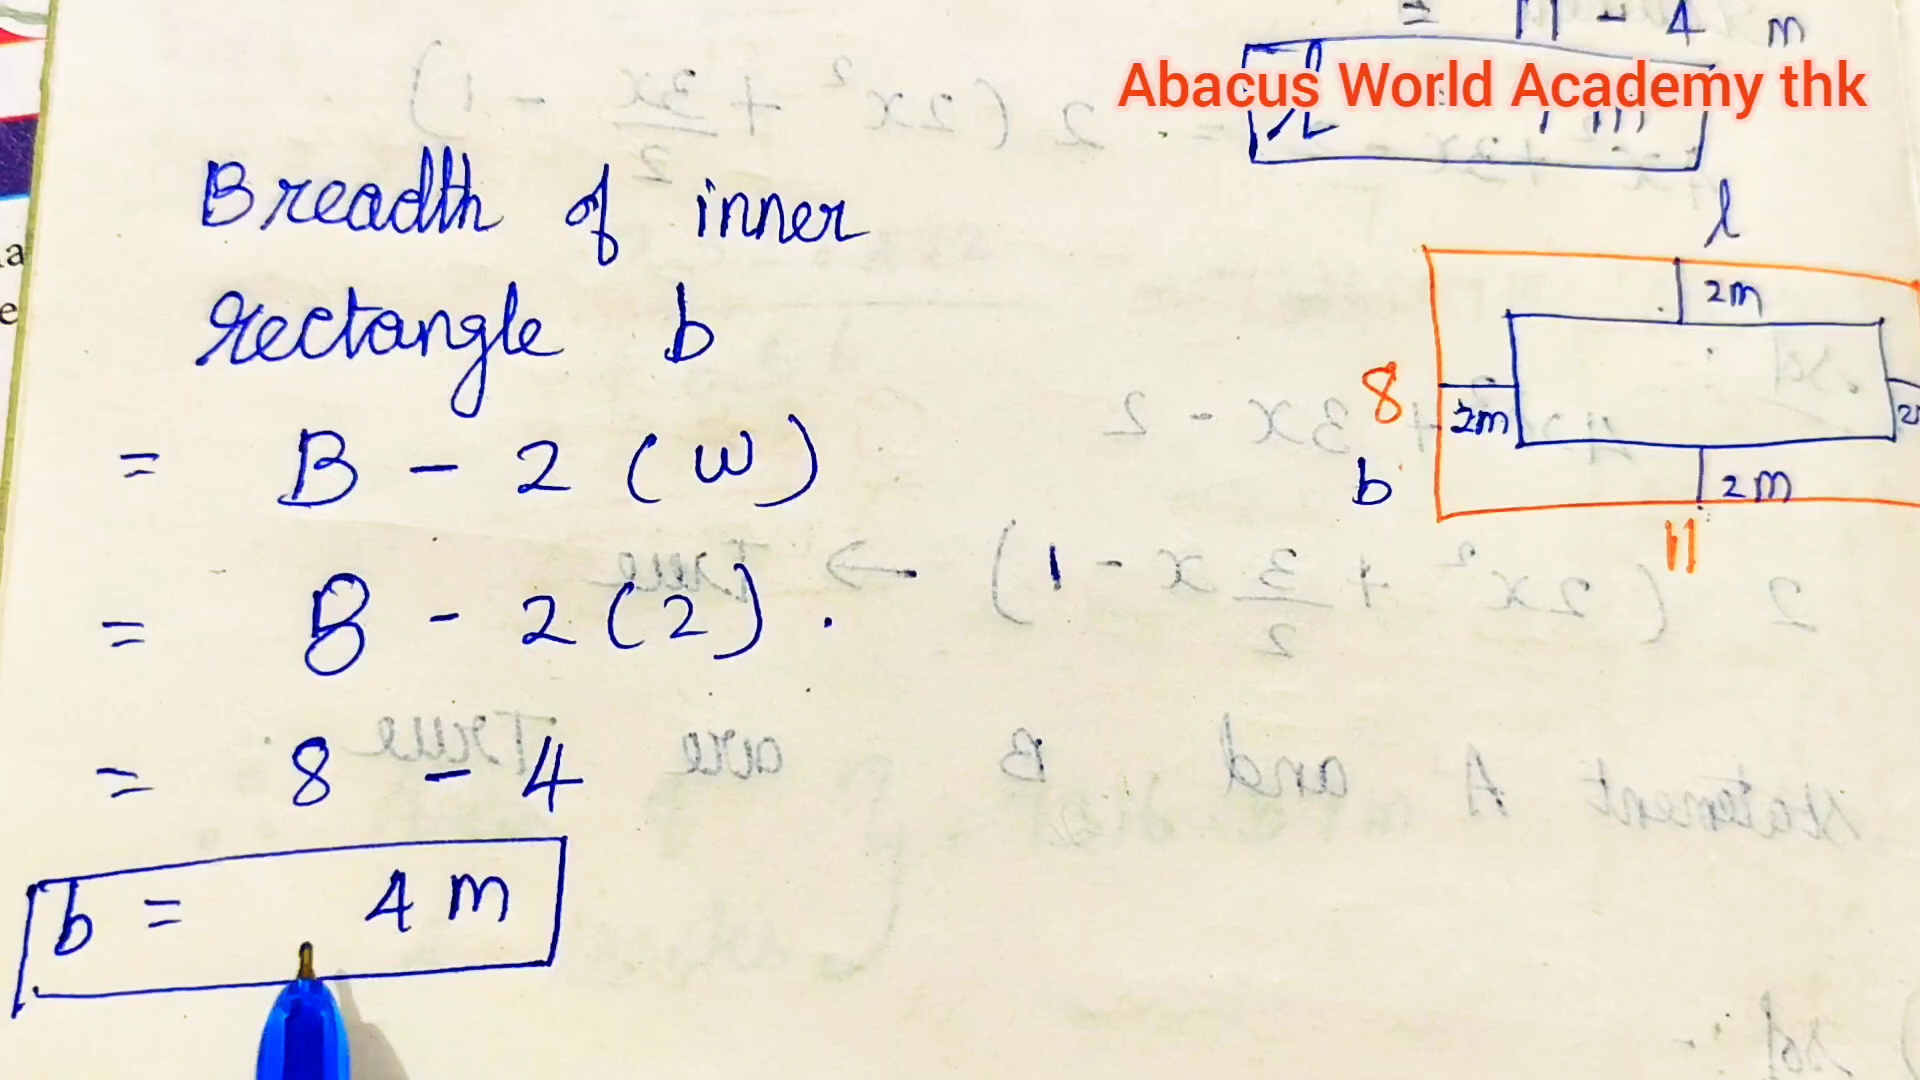 = 11 - 4 m
Abacus World Academy thk
Breadth of inner
rectangle b
= B - 2 (w)
= 8 - 2 (2).
= 8 - 4
b = 4 m
l
2m
8
2m
b
2m
11